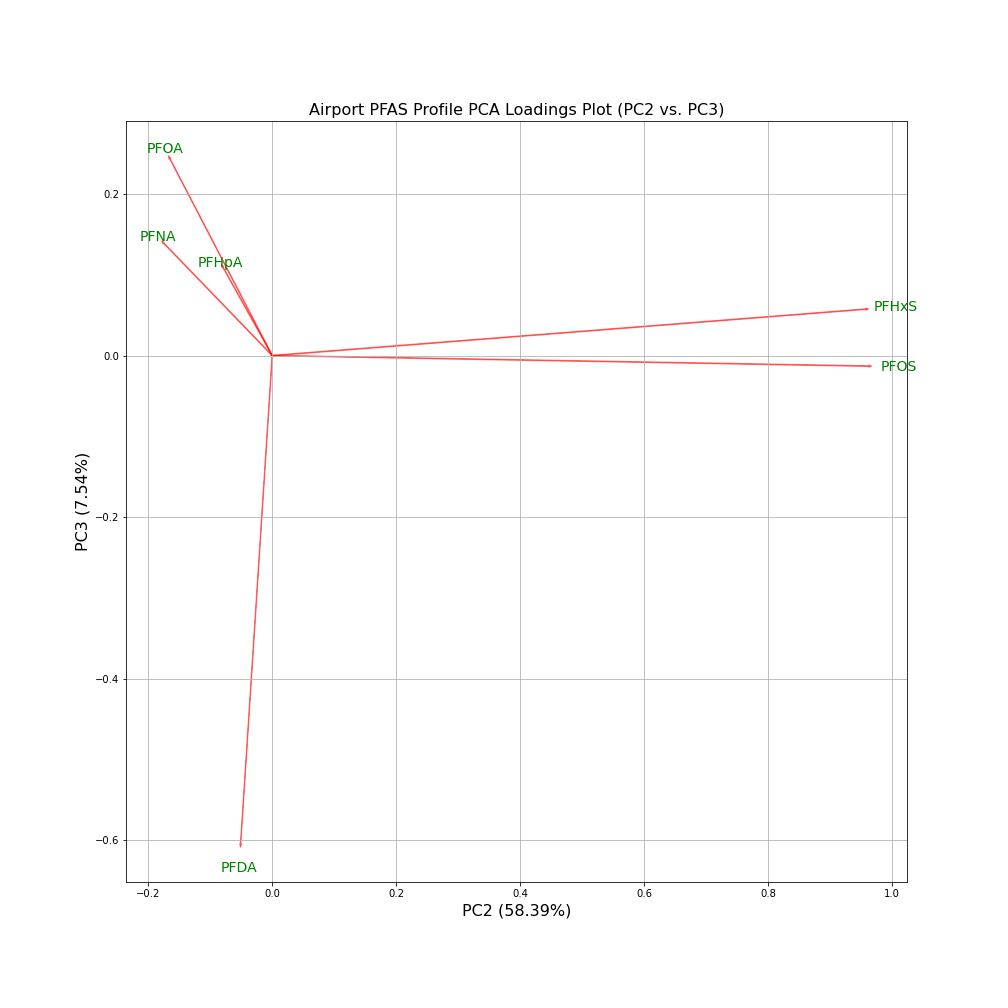 Airport PFAS Profile PCA Loadings Plot (PC2 vs. PC3)
PFOA
PFNA
PFHpA
PFHxS
PFOS
PFDA
0.2
0.0
−0.2
−0.4
−0.6
PC3 (7.54%)
−0.2 0.0 0.2 0.4 0.6 0.8 1.0
PC2 (58.39%)